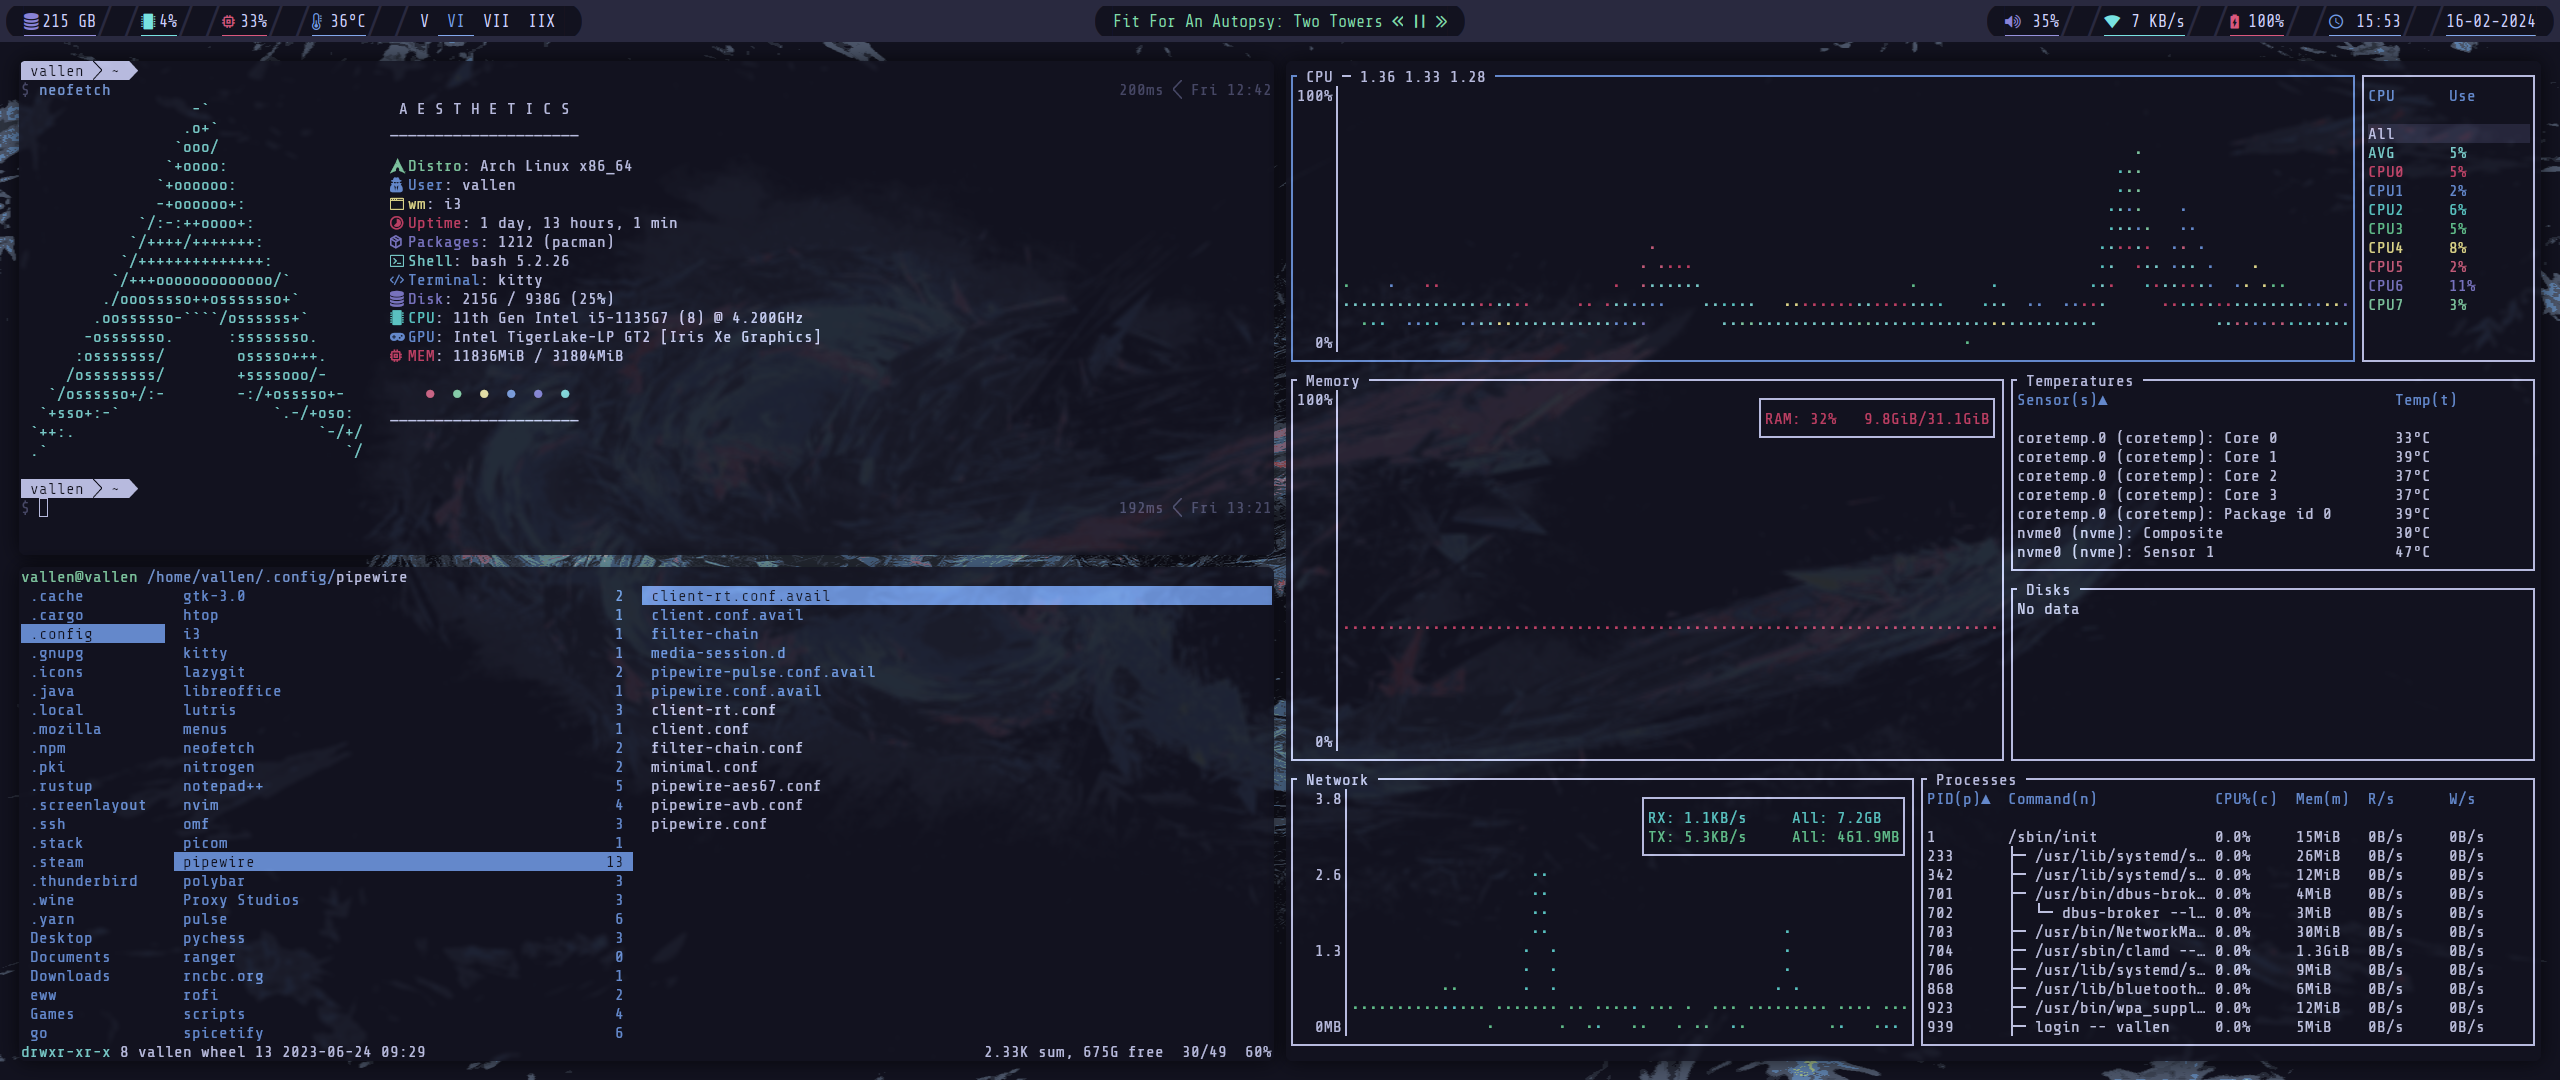 215 GB 4% 33% 36°C V VI VII IIX Fit For An Autopsy: Two Towers 35% 7 KB/s 100% 15:53 16-02-2024
vallen ~
$ neofetch 200ms Fri 12:42
-`
.o+`
`ooo/
`+oooo:
`+oooooo:
-+oooooo+:
`/:-:++oooo+:
`/++++/+++++++:
`/++++++++++++++:
`/+++ooooooooooooo/`
./ooosssso++osssssso+`
.oossssso-````/ossssss+`
-osssssso. :ssssssso.
:osssssss/ osssso+++.
/ossssssss/ +ssssooo/-
`/ossssso+/:- -:/+osssso+-
`+sso+:-` `.-/+oso:
`++:. `-/+/
.` `/
A E S T H E T I C S
Distro: Arch Linux x86_64
User: vallen
wm: i3
Uptime: 1 day, 13 hours, 1 min
Packages: 1212 (pacman)
Shell: bash 5.2.26
Terminal: kitty
Disk: 215G / 938G (25%)
CPU: 11th Gen Intel i5-1135G7 (8) @ 4.200GHz
GPU: Intel TigerLake-LP GT2 [Iris Xe Graphics]
MEM: 11836MiB / 31804MiB
vallen ~
$ 192ms Fri 13:21
vallen@vallen /home/vallen/.config/pipewire
.cache gtk-3.0 2 client-rt.conf.avail
.cargo htop 1 client.conf.avail
.config i3 1 filter-chain
.gnupg kitty 1 media-session.d
.icons lazygit 2 pipewire-pulse.conf.avail
.java libreoffice 1 pipewire.conf.avail
.local lutris 3 client-rt.conf
.mozilla menus 1 client.conf
.npm neofetch 2 filter-chain.conf
.pki nitrogen 2 minimal.conf
.rustup notepad++ 5 pipewire-aes67.conf
.screenlayout nvim 4 pipewire-avb.conf
.ssh omf 3 pipewire.conf
.stack picom 1
.steam pipewire 13
.thunderbird polybar 3
.wine Proxy Studios 3
.yarn pulse 6
Desktop pychess 3
Documents ranger 0
Downloads rncbc.org 1
eww rofi 2
Games scripts 4
go spicetify 6
drwxr-xr-x 8 vallen wheel 13 2023-06-24 09:29 2.33K sum, 675G free 30/49 60%
CPU — 1.36 1.33 1.28
100%
0%
CPU Use
All
AVG 5%
CPU0 5%
CPU1 2%
CPU2 6%
CPU3 5%
CPU4 8%
CPU5 2%
CPU6 11%
CPU7 3%
Memory
100%
RAM: 32% 9.8GiB/31.1GiB
0%
Temperatures
Sensor(s)▲ Temp(t)
coretemp.0 (coretemp): Core 0 33°C
coretemp.0 (coretemp): Core 1 39°C
coretemp.0 (coretemp): Core 2 37°C
coretemp.0 (coretemp): Core 3 37°C
coretemp.0 (coretemp): Package id 0 39°C
nvme0 (nvme): Composite 30°C
nvme0 (nvme): Sensor 1 47°C
Disks
No data
Network
3.8
RX: 1.1KB/s All: 7.2GB
TX: 5.3KB/s All: 461.9MB
2.6
1.3
0MB
Processes
PID(p)▲ Command(n) CPU%(c) Mem(m) R/s W/s
1 /sbin/init 0.0% 15MiB 0B/s 0B/s
233 ├─ /usr/lib/systemd/s… 0.0% 26MiB 0B/s 0B/s
342 ├─ /usr/lib/systemd/s… 0.0% 12MiB 0B/s 0B/s
701 ├─ /usr/bin/dbus-brok… 0.0% 4MiB 0B/s 0B/s
702 │ └─ dbus-broker --l… 0.0% 3MiB 0B/s 0B/s
703 ├─ /usr/bin/NetworkMa… 0.0% 30MiB 0B/s 0B/s
704 ├─ /usr/sbin/clamd --… 0.0% 1.3GiB 0B/s 0B/s
706 ├─ /usr/lib/systemd/s… 0.0% 9MiB 0B/s 0B/s
868 ├─ /usr/lib/bluetooth… 0.0% 6MiB 0B/s 0B/s
923 ├─ /usr/bin/wpa_suppl… 0.0% 12MiB 0B/s 0B/s
939 ├─ login -- vallen 0.0% 5MiB 0B/s 0B/s